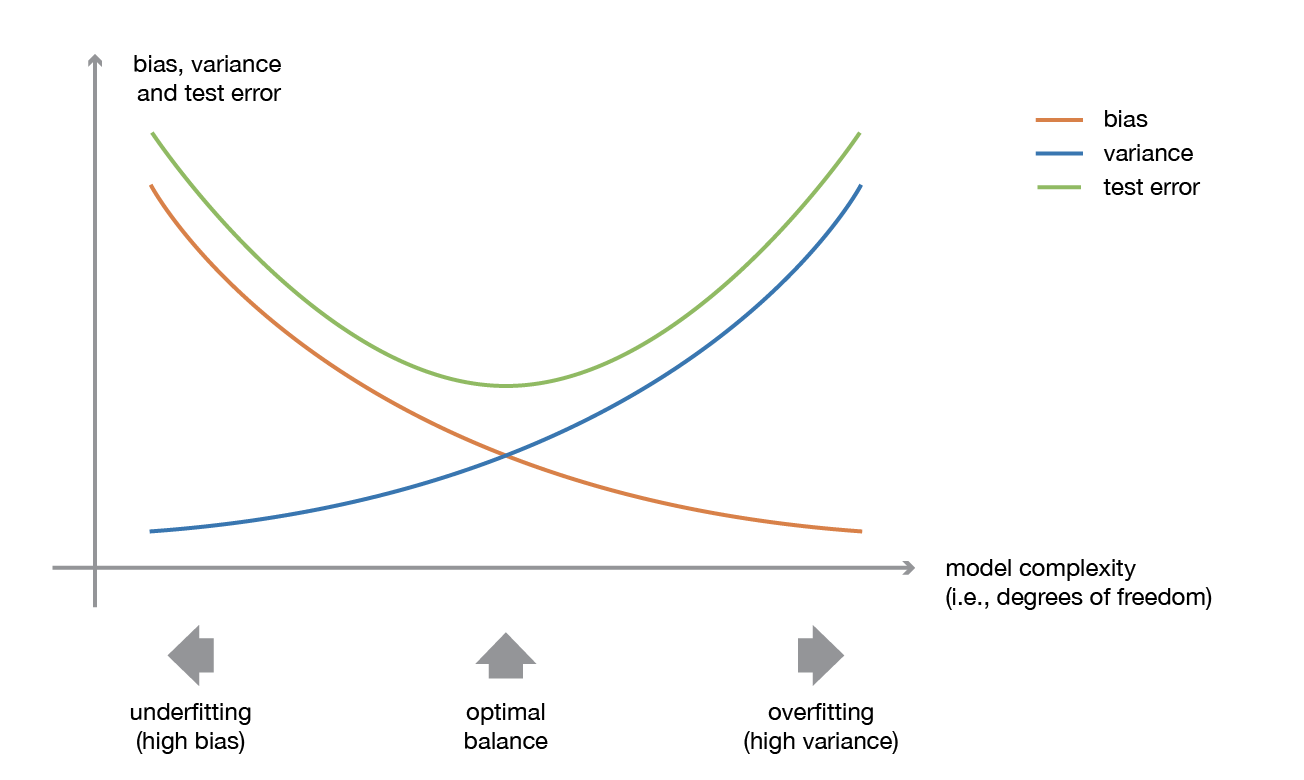 bias, variance
and test error
bias
variance
test error
model complexity
(i.e., degrees of freedom)
underfitting
(high bias)
optimal
balance
overfitting
(high variance)